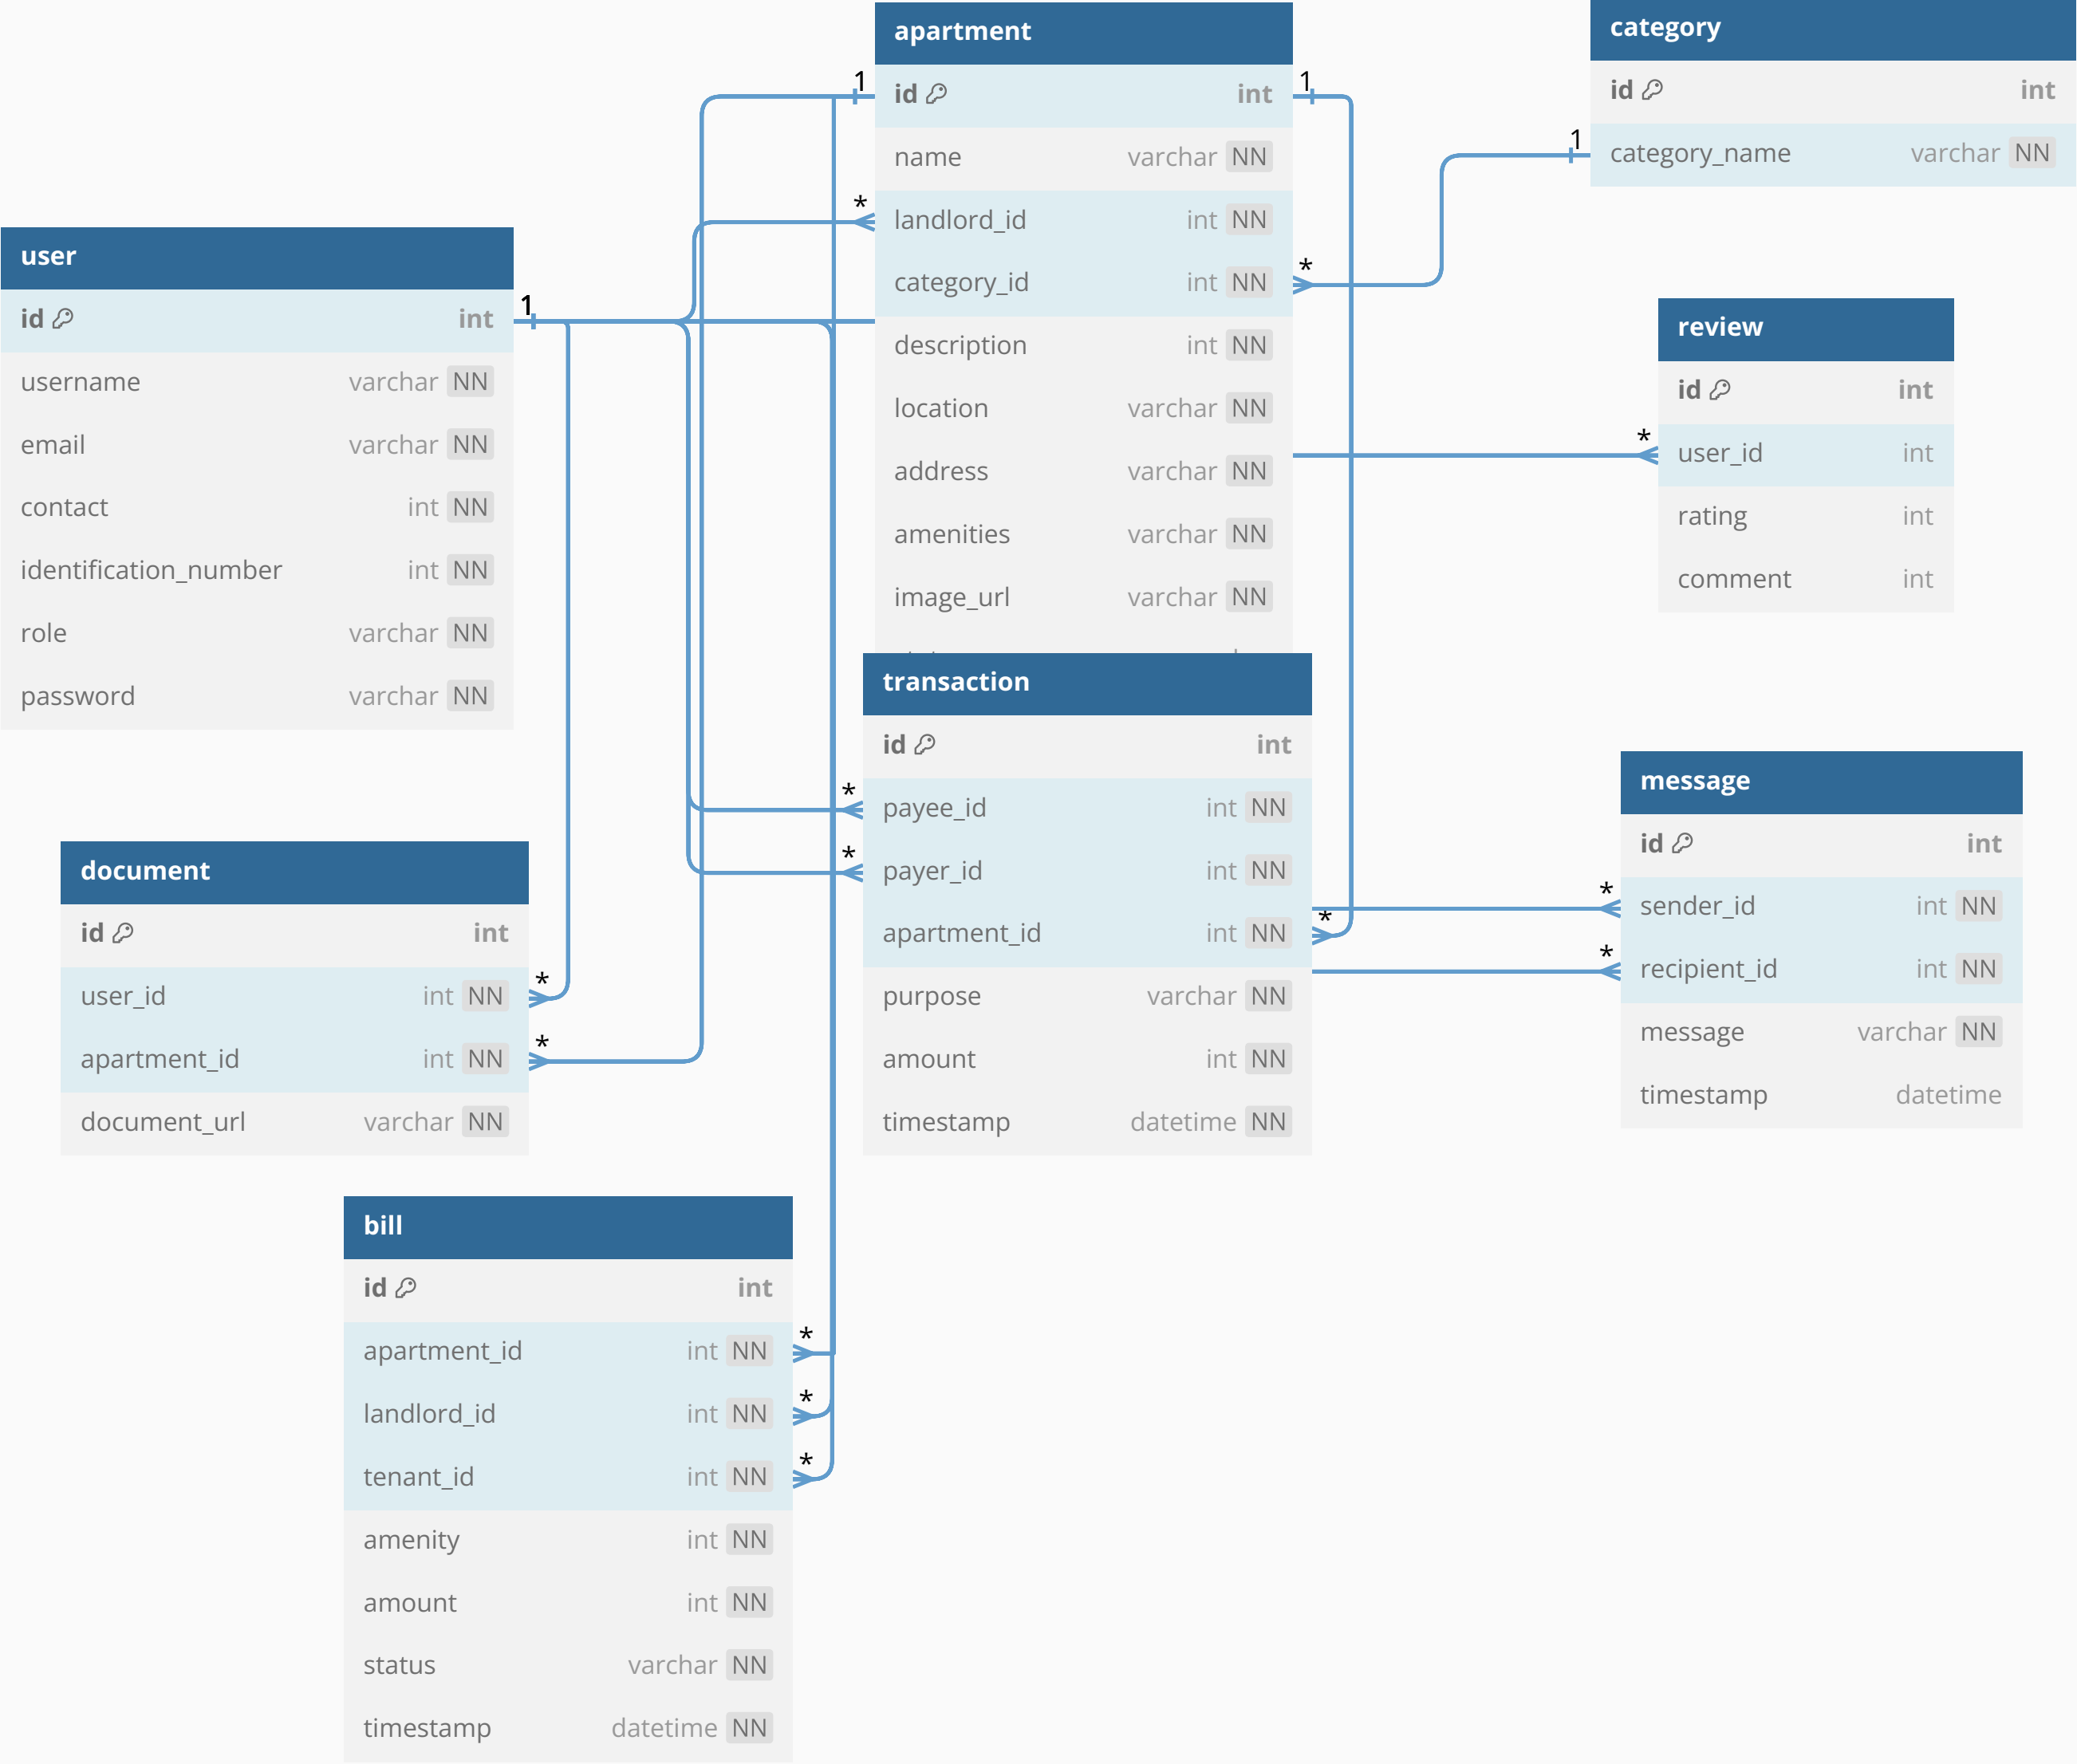 apartment
id int
name varchar NN
landlord_id int NN
category_id int NN
description int NN
location varchar NN
address varchar NN
amenities varchar NN
image_url varchar NN
category
id int
category_name varchar NN
user
id int
username varchar NN
email varchar NN
contact int NN
identification_number int NN
role varchar NN
password varchar NN
review
id int
user_id int
rating int
comment int
transaction
id int
payee_id int NN
payer_id int NN
apartment_id int NN
purpose varchar NN
amount int NN
timestamp datetime NN
message
id int
sender_id int NN
recipient_id int NN
message varchar NN
timestamp datetime
document
id int
user_id int NN
apartment_id int NN
document_url varchar NN
bill
id int
apartment_id int NN
landlord_id int NN
tenant_id int NN
amenity int NN
amount int NN
status varchar NN
timestamp datetime NN
1
1
1
1
*
*
*
*
*
*
*
*
*
*
*
*
*